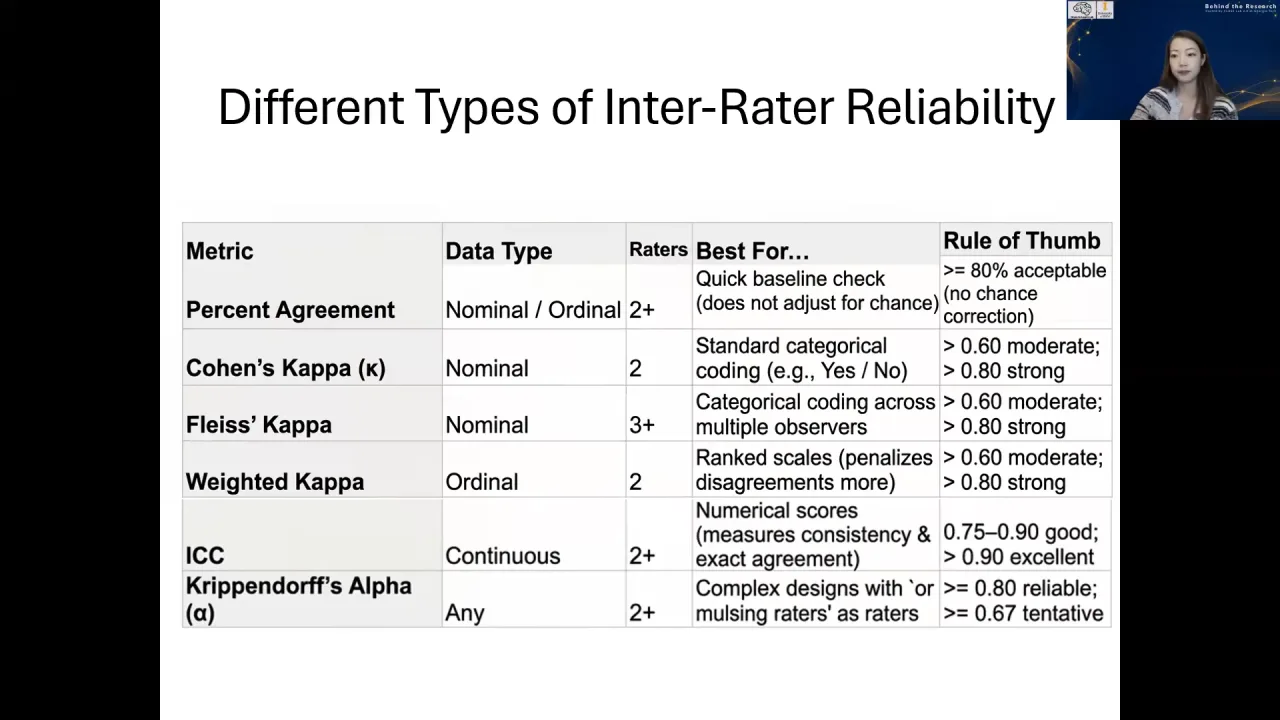 Behind the Research
Different Types of Inter-Rater Reliability
Metric
Data Type
Raters
Best For…
Rule of Thumb
Percent Agreement
Nominal / Ordinal
2+
Quick baseline check
(does not adjust for chance)
>= 80% acceptable
(no chance
correction)
Cohen’s Kappa (κ)
Nominal
2
Standard categorical
coding (e.g., Yes / No)
> 0.60 moderate;
> 0.80 strong
Fleiss’ Kappa
Nominal
3+
Categorical coding across
multiple observers
> 0.60 moderate;
> 0.80 strong
Weighted Kappa
Ordinal
2
Ranked scales (penalizes
disagreements more)
> 0.60 moderate;
> 0.80 strong
ICC
Continuous
2+
Numerical scores
(measures consistency &
exact agreement)
0.75–0.90 good;
> 0.90 excellent
Krippendorff’s Alpha
(α)
Any
2+
Complex designs with `or
mulsing raters' as raters
>= 0.80 reliable;
>= 0.67 tentative